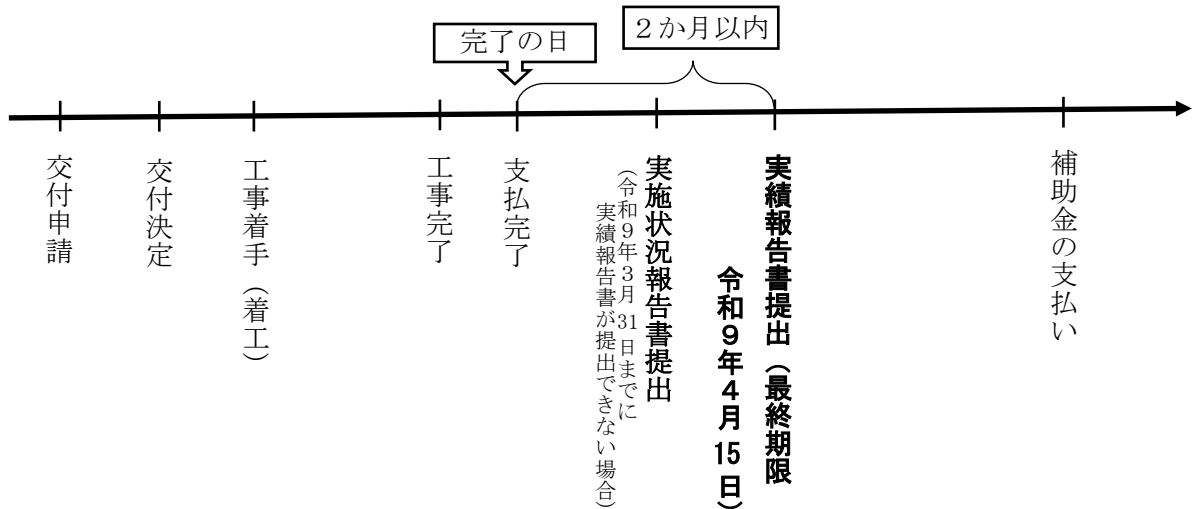 完了の日
２か月以内
交付申請
交付決定
工事着手（着工）
工事完了
支払完了
実施状況報告書提出
（令和９年３月31日までに
実績報告書が提出できない場合）
実績報告書提出（最終期限
令和９年４月15日）
補助金の支払い